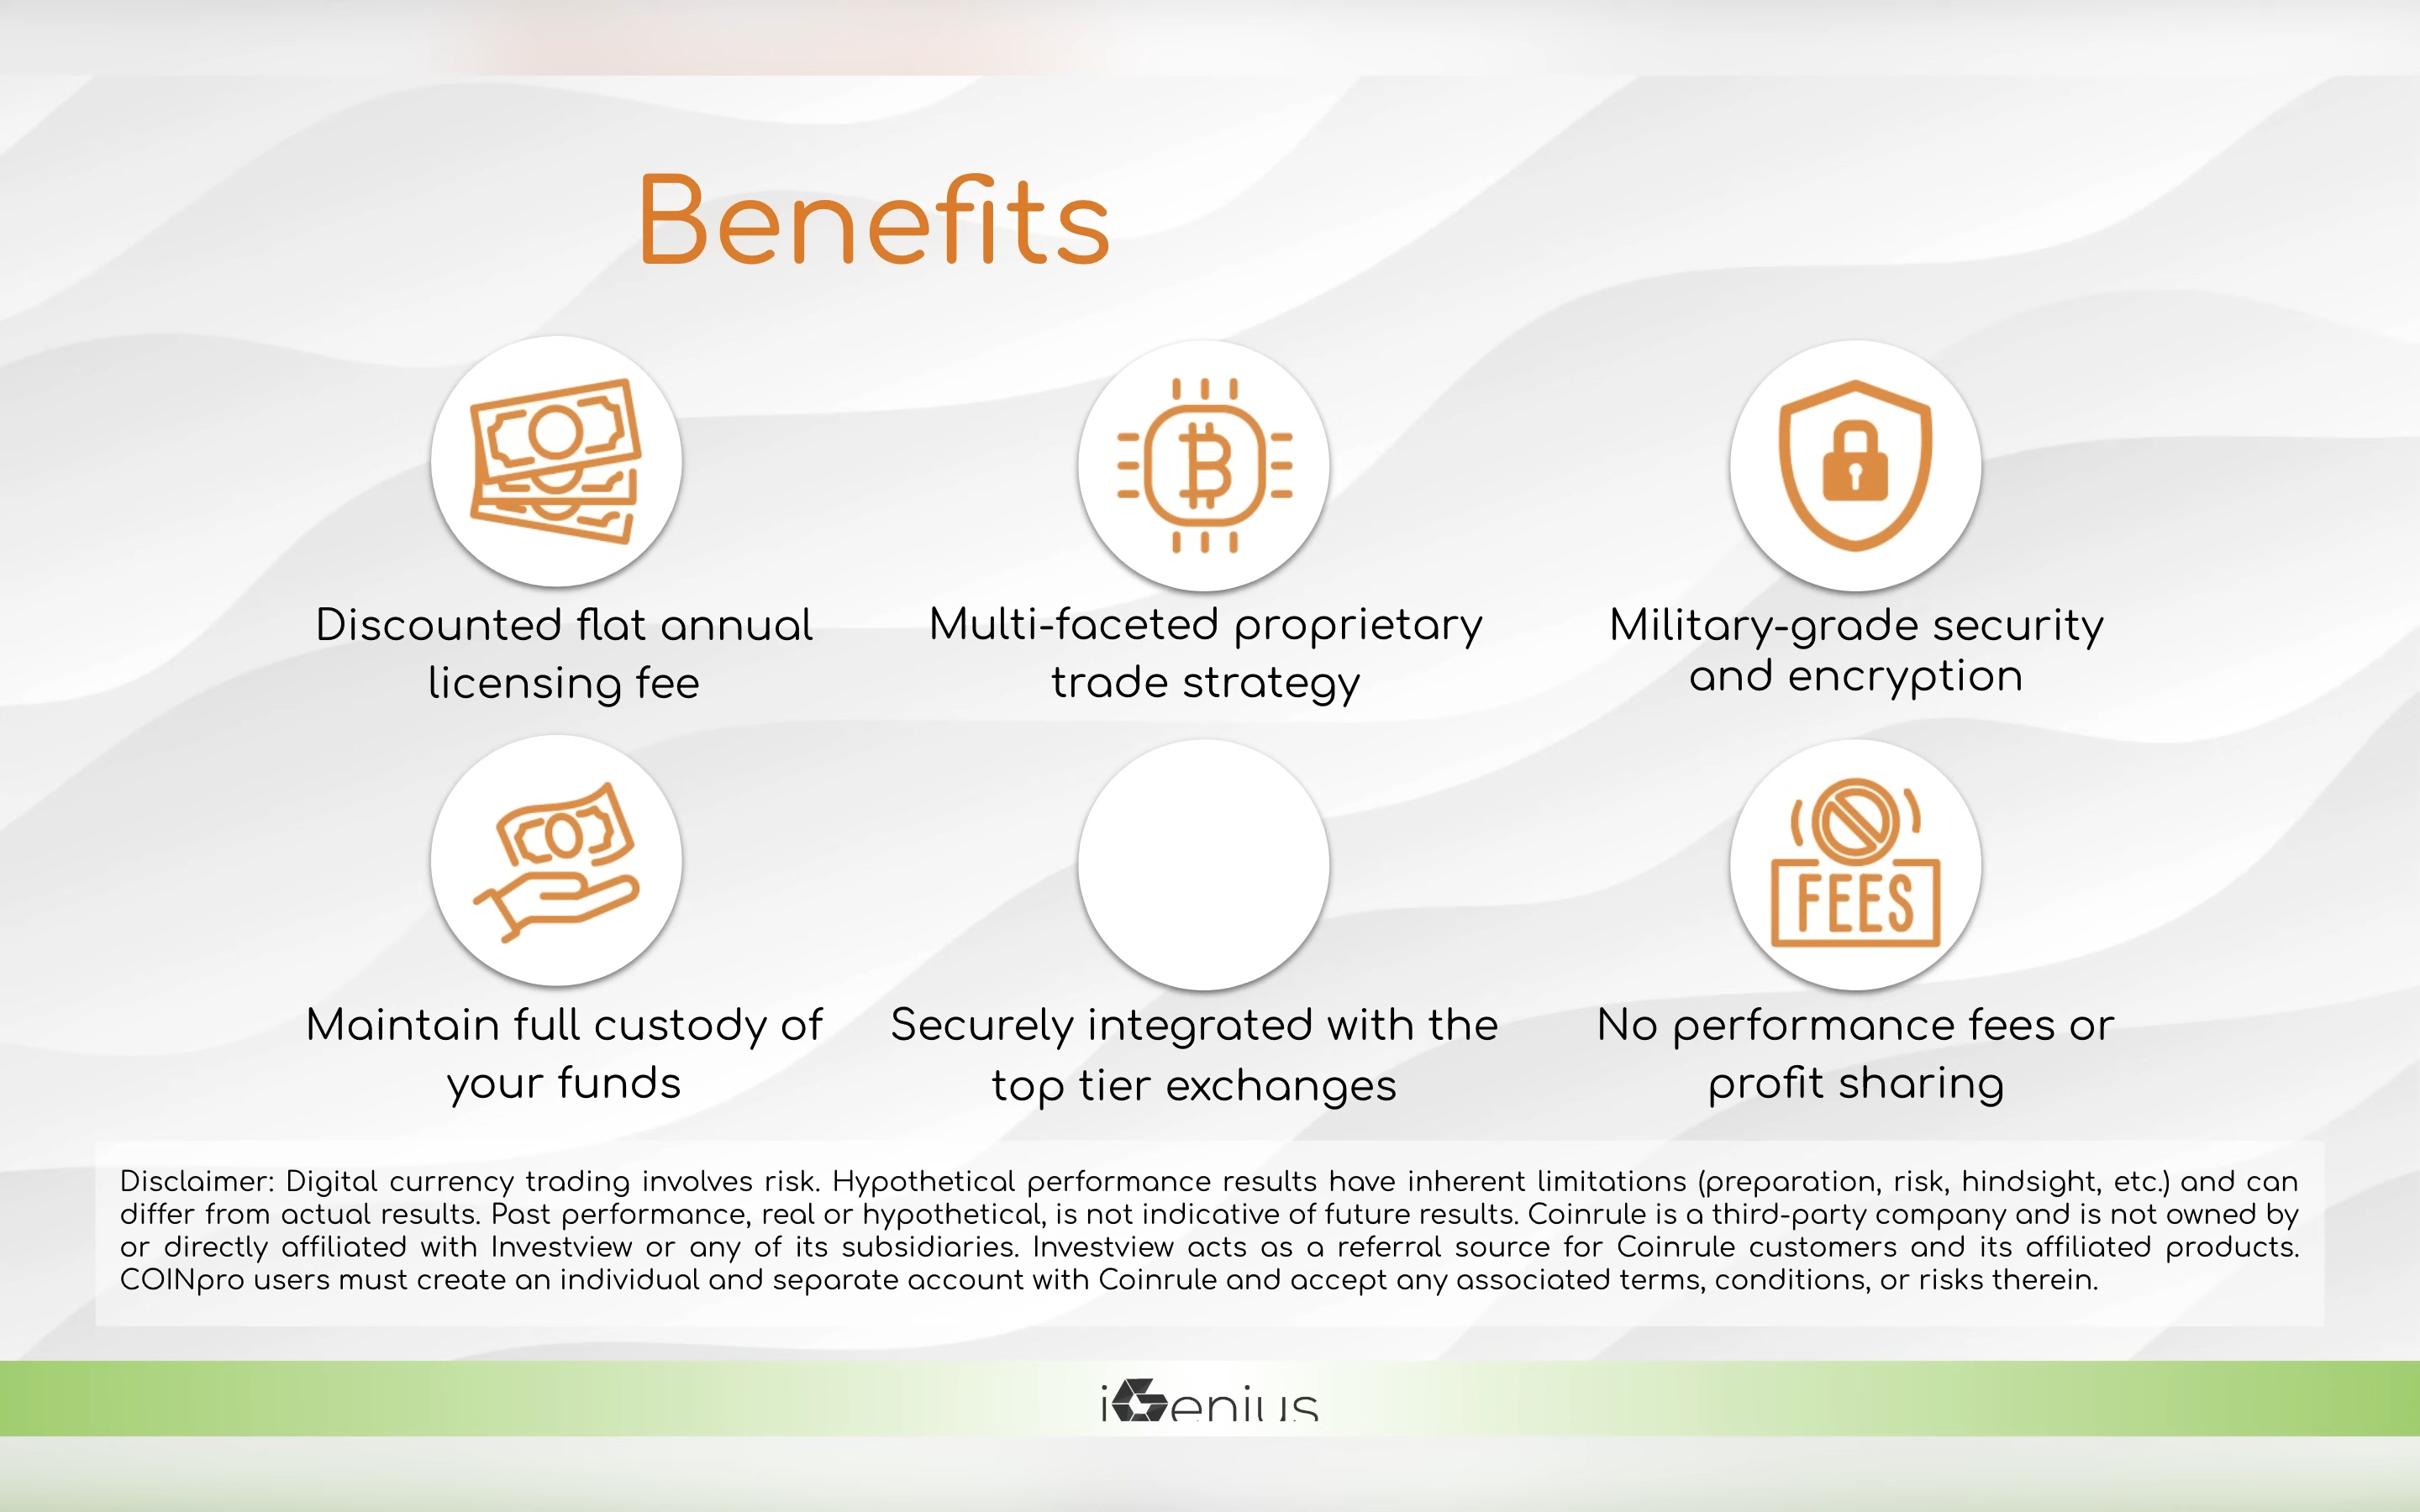 Benefits
Discounted flat annual
licensing fee
Multi-faceted proprietary
trade strategy
Military-grade security
and encryption
FEES
Maintain full custody of
your funds
Securely integrated with the
top tier exchanges
No performance fees or
profit sharing
Disclaimer: Digital currency trading involves risk. Hypothetical performance results have inherent limitations (preparation, risk, hindsight, etc.) and can
differ from actual results. Past performance, real or hypothetical, is not indicative of future results. Coinrule is a third-party company and is not owned by
or directly affiliated with Investview or any of its subsidiaries. Investview acts as a referral source for Coinrule customers and its affiliated products.
COINpro users must create an individual and separate account with Coinrule and accept any associated terms, conditions, or risks therein.
iGenius